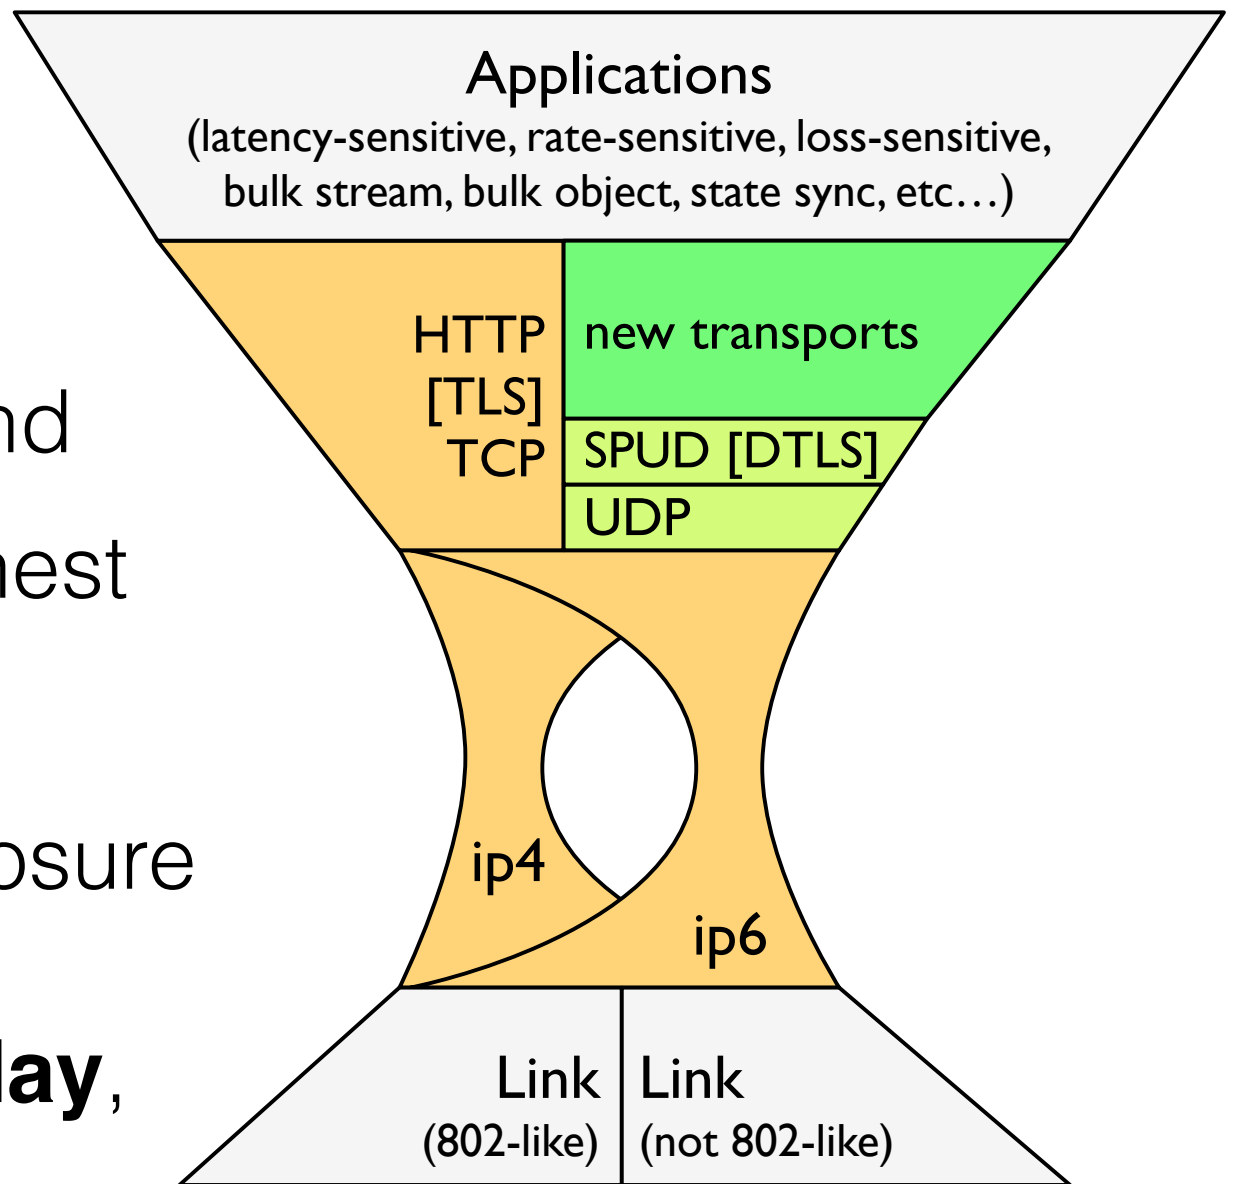 Applications
(latency-sensitive, rate-sensitive, loss-sensitive,
bulk stream, bulk object, state sync, etc…)
HTTP
[TLS]
TCP
new transports
SPUD [DTLS]
UDP
ip4
ip6
Link
(802-like)
Link
(not 802-like)
nd
nest
osure
lay,